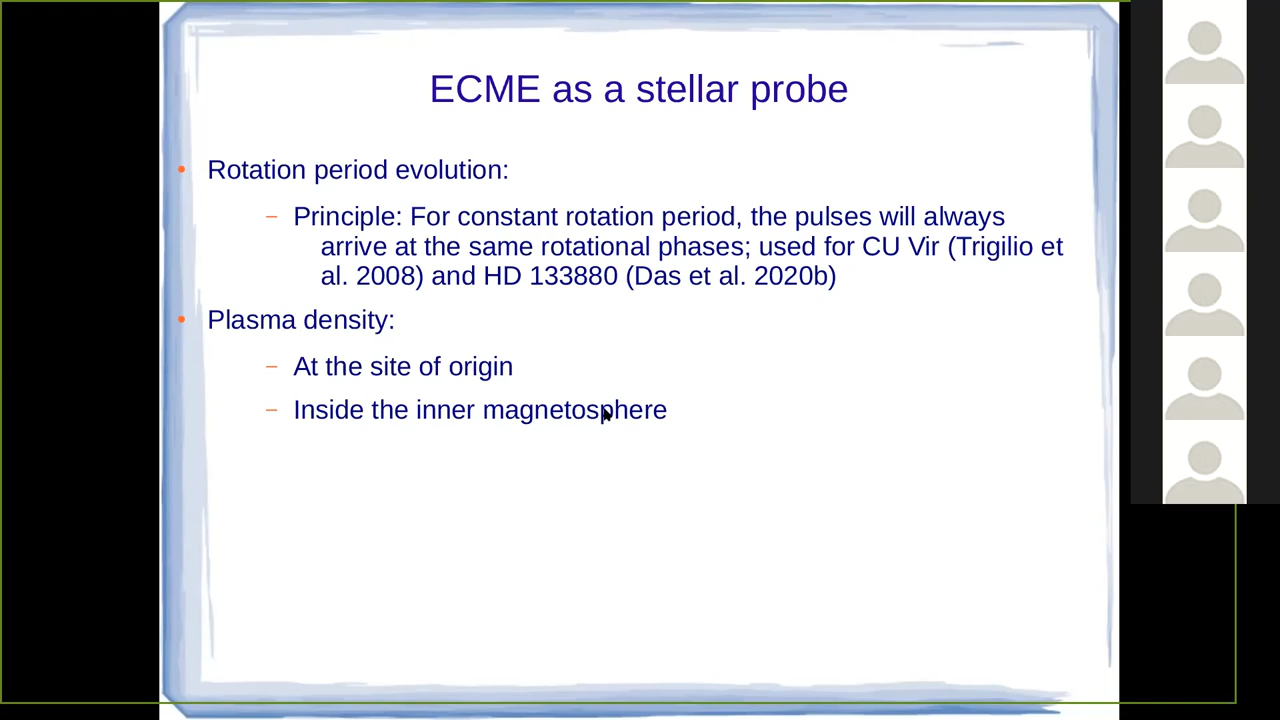 ECME as a stellar probe
• Rotation period evolution:
– Principle: For constant rotation period, the pulses will always
arrive at the same rotational phases; used for CU Vir (Trigilio et
al. 2008) and HD 133880 (Das et al. 2020b)
• Plasma density:
– At the site of origin
– Inside the inner magnetosphere